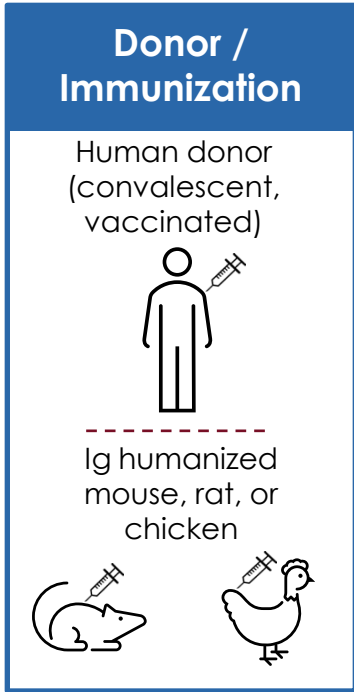 Donor /
Immunization
Human donor
(convalescent,
vaccinated)
Ig humanized
mouse, rat, or
chicken